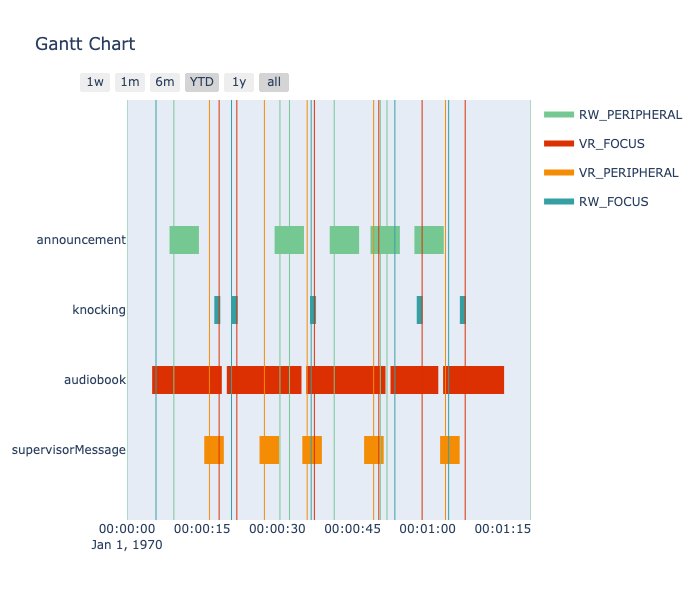 Gantt Chart
1w 1m 6m YTD 1y all
RW_PERIPHERAL
VR_FOCUS
VR_PERIPHERAL
RW_FOCUS
announcement
knocking
audiobook
supervisorMessage
00:00:00 00:00:15 00:00:30 00:00:45 00:01:00 00:01:15
Jan 1, 1970